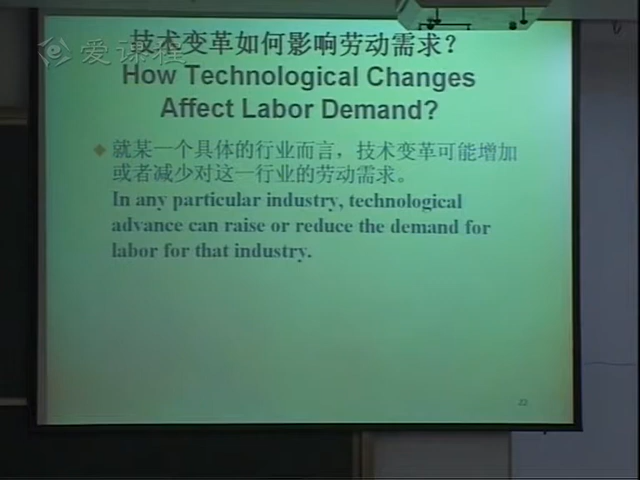 爱课程
技术变革如何影响劳动需求?
How Technological Changes
Affect Labor Demand?
就某一个具体的行业而言，技术变革可能增加
或者减少对这一行业的劳动需求。
In any particular industry, technological
advance can raise or reduce the demand for
labor for that industry.